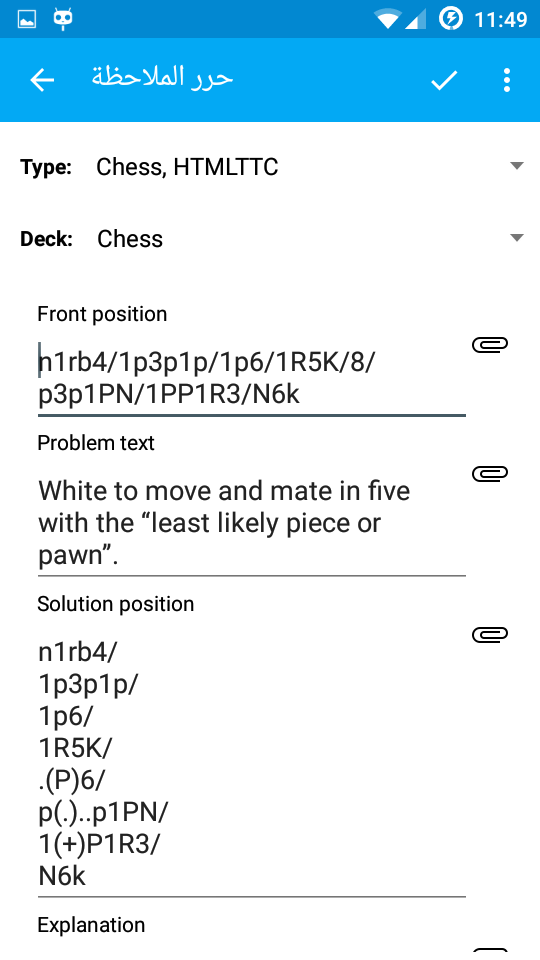 11:49
حرر الملاحظة
Type: Chess, HTMLTTC
Deck: Chess
Front position
n1rb4/1p3p1p/1p6/1R5K/8/
p3p1PN/1PP1R3/N6k
Problem text
White to move and mate in five
with the “least likely piece or
pawn”.
Solution position
n1rb4/
1p3p1p/
1p6/
1R5K/
.(P)6/
p(.)..p1PN/
1(+)P1R3/
N6k
Explanation